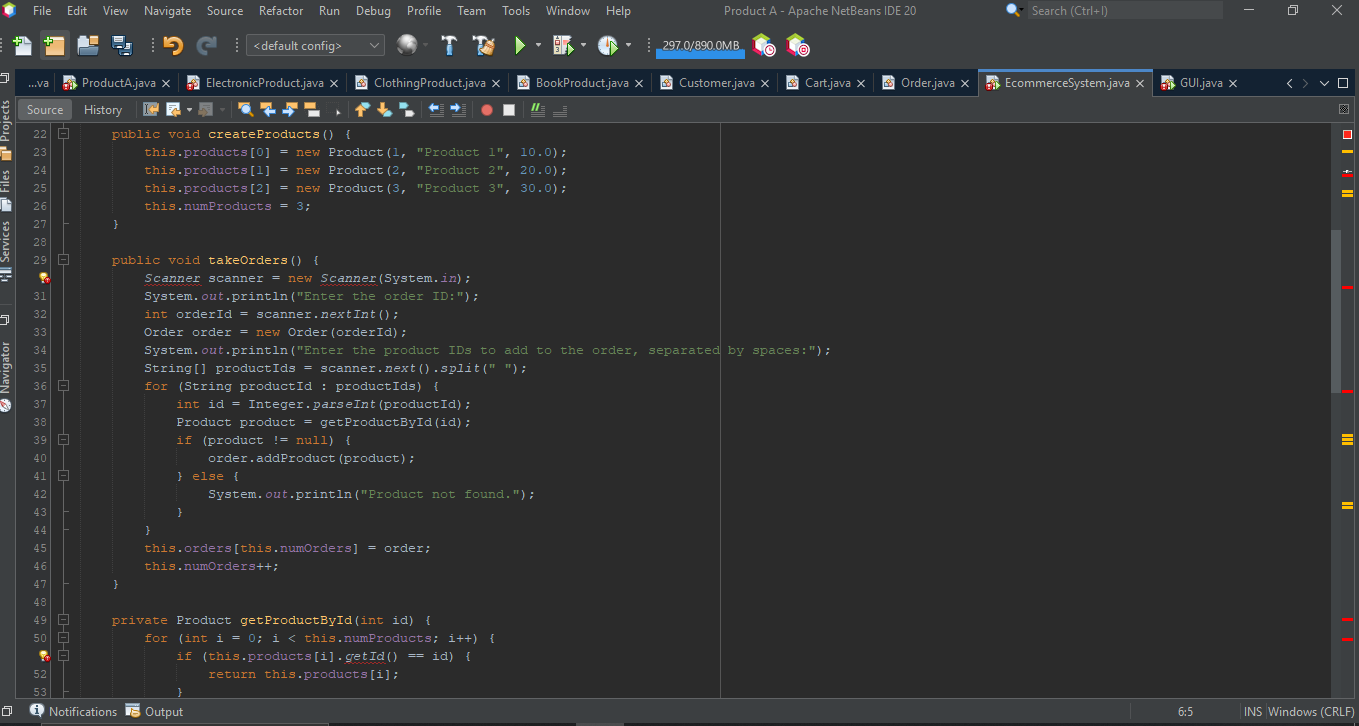 File Edit View Navigate Source Refactor Run Debug Profile Team Tools Window Help Product A - Apache NetBeans IDE 20 Search (Ctrl+I)
<default config> 297.0/890.0MB
...va ProductA.java ElectronicProduct.java ClothingProduct.java BookProduct.java Customer.java Cart.java Order.java EcommerceSystem.java GUI.java
Source History
Projects
Files
Services
Navigator
22 public void createProducts() {
23 this.products[0] = new Product(1, "Product 1", 10.0);
24 this.products[1] = new Product(2, "Product 2", 20.0);
25 this.products[2] = new Product(3, "Product 3", 30.0);
26 this.numProducts = 3;
27 }
28
29 public void takeOrders() {
Scanner scanner = new Scanner(System.in);
31 System.out.println("Enter the order ID:");
32 int orderId = scanner.nextInt();
33 Order order = new Order(orderId);
34 System.out.println("Enter the product IDs to add to the order, separated by spaces:");
35 String[] productIds = scanner.next().split(" ");
36 for (String productId : productIds) {
37 int id = Integer.parseInt(productId);
38 Product product = getProductById(id);
39 if (product != null) {
40 order.addProduct(product);
41 } else {
42 System.out.println("Product not found.");
43 }
44 }
45 this.orders[this.numOrders] = order;
46 this.numOrders++;
47 }
48
49 private Product getProductById(int id) {
50 for (int i = 0; i < this.numProducts; i++) {
if (this.products[i].getId() == id) {
52 return this.products[i];
53 }
Notifications Output 6:5 INS Windows (CRLF)